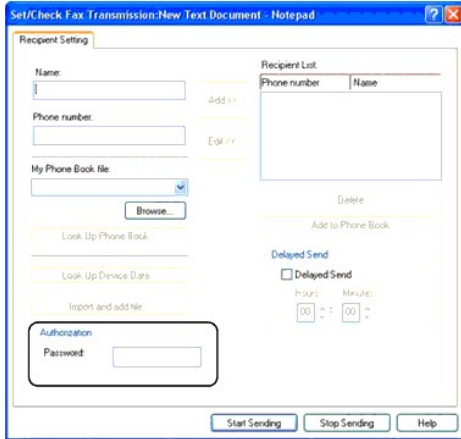 Set/Check Fax Transmission:New Text Document - Notepad
Recipient Setting
Name:
Phone number:
Add >>
Edit <<
My Phone Book file:
Browse...
Look Up Phone Book
Look Up Device Data
Import and add file
Authorization
Password:
Recipient List:
Phone number Name
Delete
Add to Phone Book
Delayed Send
Delayed Send
Hours Minutes
00 : 00
Start Sending Stop Sending Help